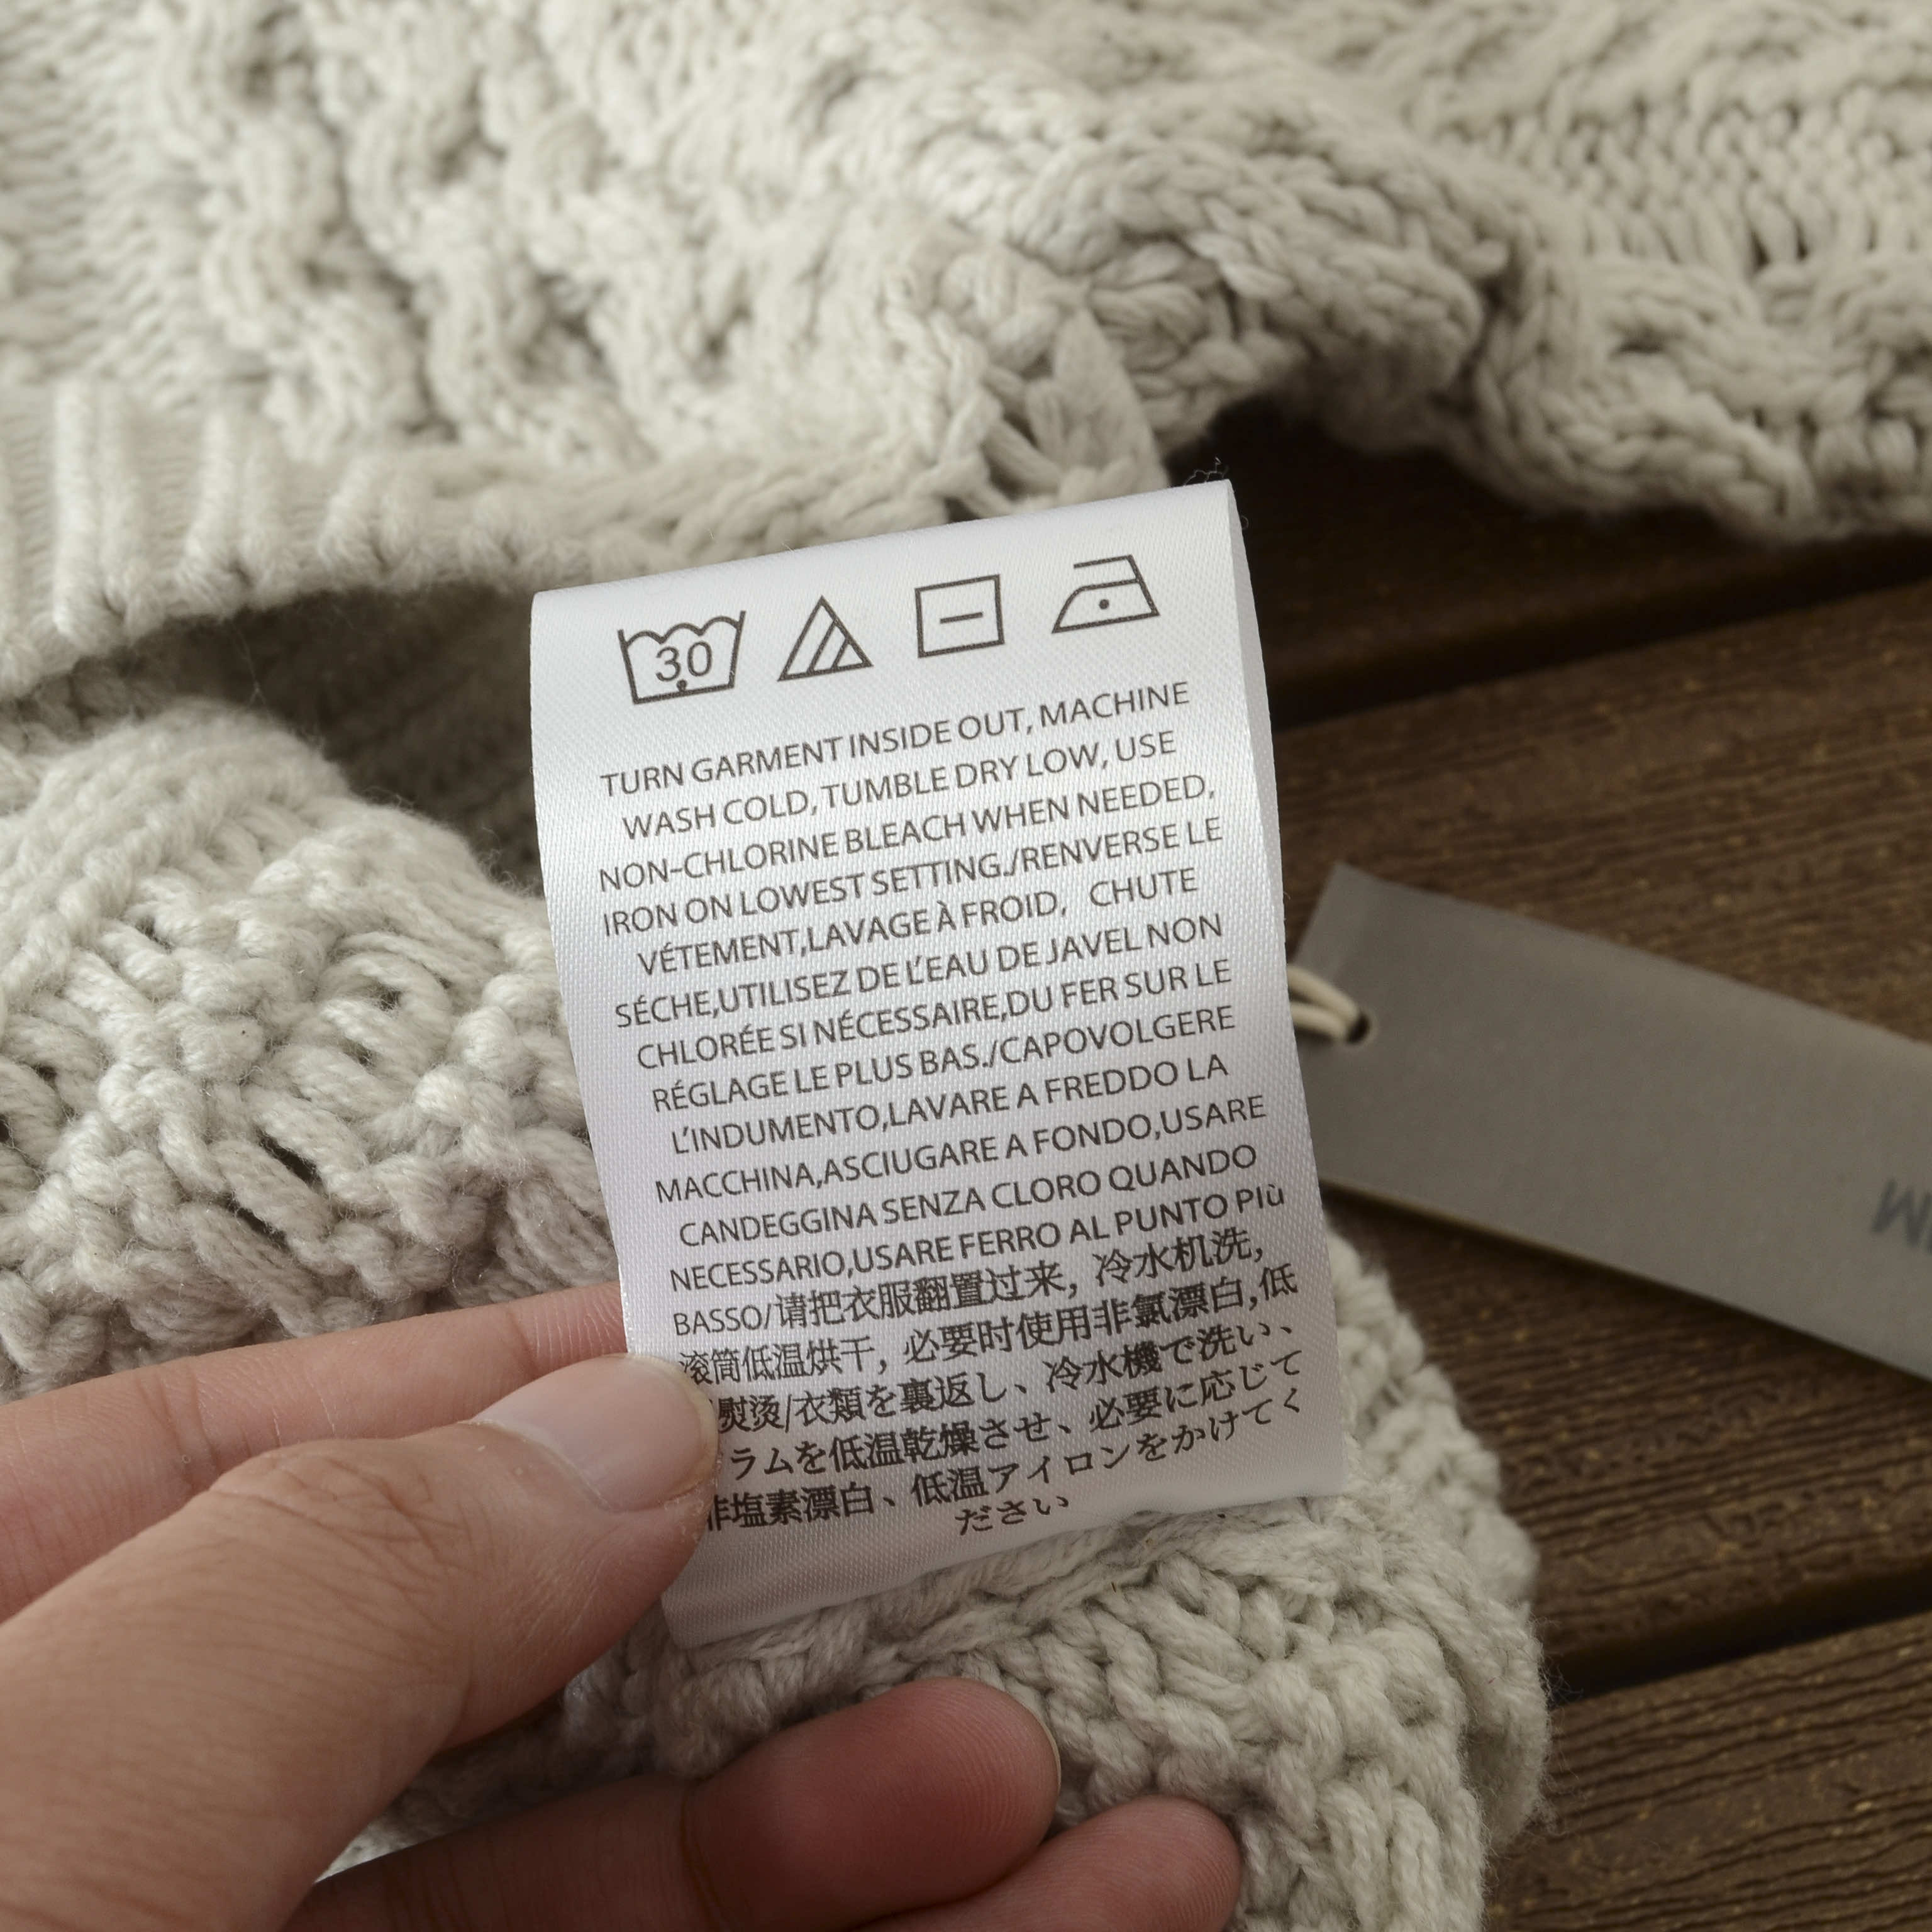 30
TURN GARMENT INSIDE OUT, MACHINE
WASH COLD, TUMBLE DRY LOW, USE
NON-CHLORINE BLEACH WHEN NEEDED,
IRON ON LOWEST SETTING./RENVERSE LE
VÉTEMENT,LAVAGE À FROID, CHUTE
SÉCHE,UTILISEZ DE L'EAU DE JAVEL NON
CHLORÉE SI NÉCESSAIRE,DU FER SUR LE
RÉGLAGE LE PLUS BAS./CAPOVOLGERE
L'INDUMENTO,LAVARE A FREDDO LA
MACCHINA,ASCIUGARE A FONDO,USARE
CANDEGGINA SENZA CLORO QUANDO
NECESSARIO,USARE FERRO AL PUNTO PIù
BASSO/请把衣服翻置过来，冷水机洗，
滚筒低温烘干，必要时使用非氯漂白,低
熨烫/衣類を裏返し、冷水機で洗い、
ラムを低温乾燥させ、必要に応じて
非塩素漂白、低温アイロンをかけてく
ださい